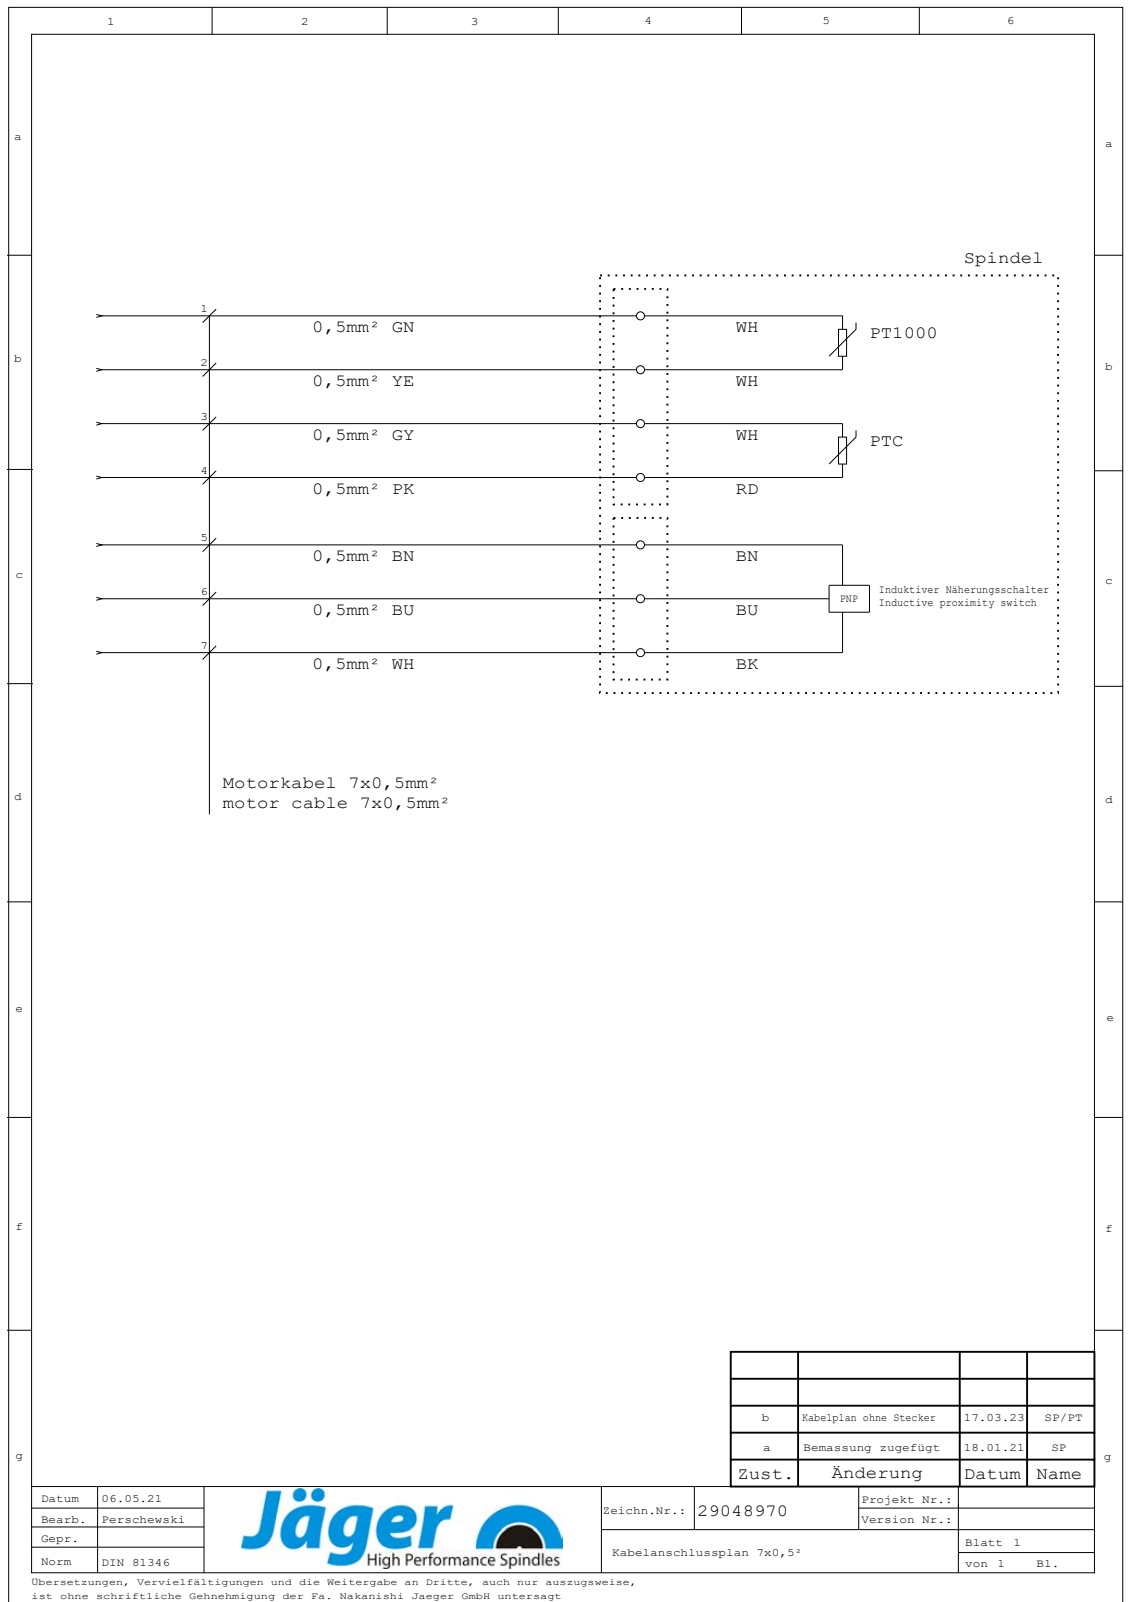 1 2 3 4 5 6
a a
Spindel
1
0,5mm² GN WH
PT1000
b b
2
0,5mm² YE WH
3
0,5mm² GY WH
PTC
4
0,5mm² PK RD
5
0,5mm² BN BN
c c
6
PNP
Induktiver Näherungsschalter
Inductive proximity switch
0,5mm² BU BU
7
0,5mm² WH BK
Motorkabel 7x0,5mm²
motor cable 7x0,5mm²
d d
e e
f f
b Kabelplan ohne Stecker 17.03.23 SP/PT
a Bemassung zugefügt 18.01.21 SP
g g
Zust. Änderung Datum Name
Datum 06.05.21
Bearb. Perschewski
Gepr.
Norm DIN 81346
Jäger
High Performance Spindles
Zeichn.Nr.: 29048970
Projekt Nr.:
Version Nr.:
Kabelanschlussplan 7x0,5²
Blatt 1
von 1 Bl.
Übersetzungen, Vervielfältigungen und die Weitergabe an Dritte, auch nur auszugsweise,
ist ohne schriftliche Gehnehmigung der Fa. Nakanishi Jaeger GmbH untersagt